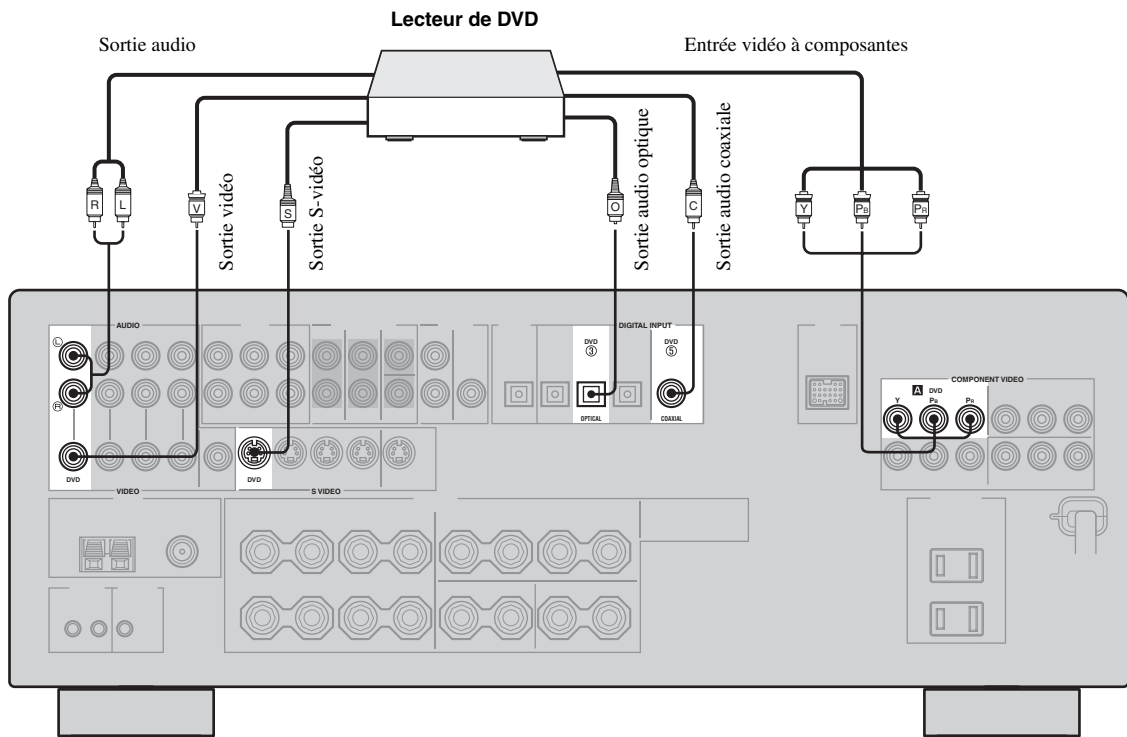 Lecteur de DVD
Sortie audio
Entrée vidéo à composantes
R
L
V
Sortie vidéo
S
Sortie S-vidéo
O
Sortie audio optique
C
Sortie audio coaxiale
Y
PB
PR
AUDIO
L
R
DVD
VIDEO
DVD
S VIDEO
DIGITAL INPUT
DVD
③
OPTICAL
DVD
⑤
COAXIAL
COMPONENT VIDEO
A DVD
Y PB PR